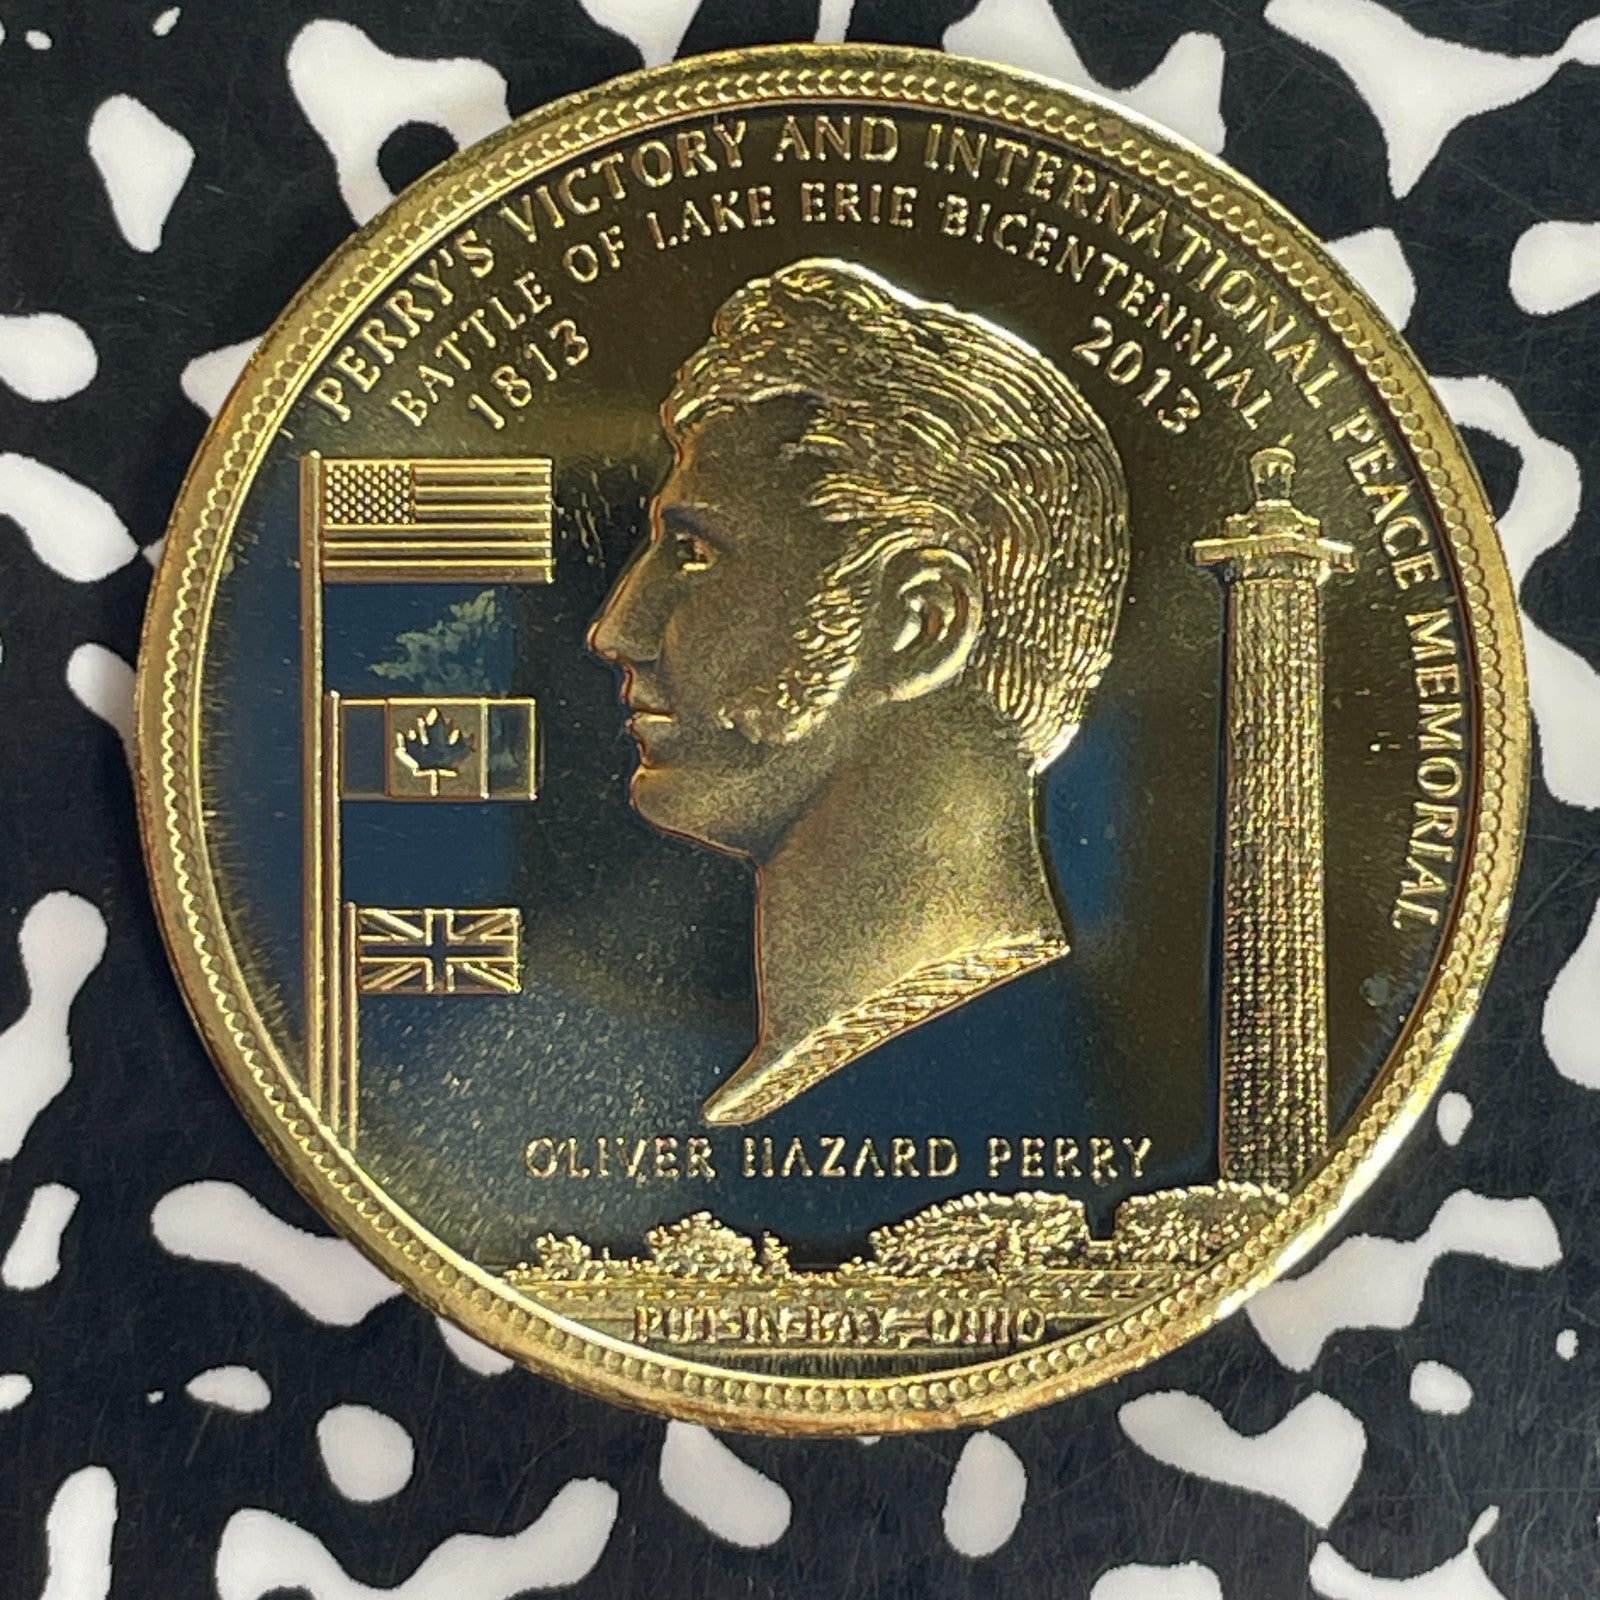 PERRY'S VICTORY AND INTERNATIONAL PEACE MEMORIAL
BATTLE OF LAKE ERIE BICENTENNIAL
1813 2013
OLIVER HAZARD PERRY
PUT-IN-BAY, OHIO